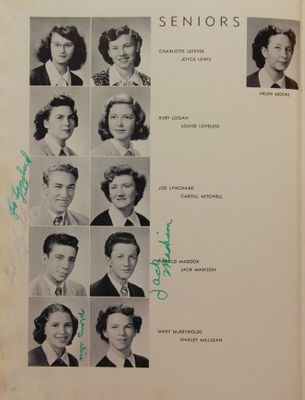 SENIORS
CHARLOTTE LEFEVER
JOYCE LEWIS
HELEN MOORE
RUBY LOGAN
LOUISE LOVELESS
JOE LYNCHARD
CAROLL MITCHELL
MADDOX
JACK MADISON
Jack Madison
MARY McREYNOLDS
SHIRLEY MILLIGAN